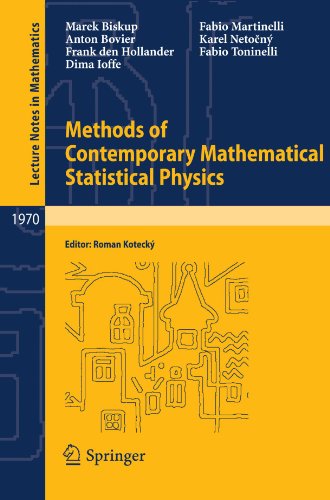 Marek Biskup
Anton Bovier
Frank den Hollander
Dima Ioffe
Fabio Martinelli
Karel Netočný
Fabio Toninelli
Lecture Notes in Mathematics
1970
Methods of
Contemporary Mathematical
Statistical Physics
Editor: Roman Kotecký
Springer